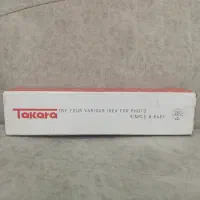 Takara
TRY YOUR VARIOUS IDEA FOR PHOTO
SIMPLE & EASY